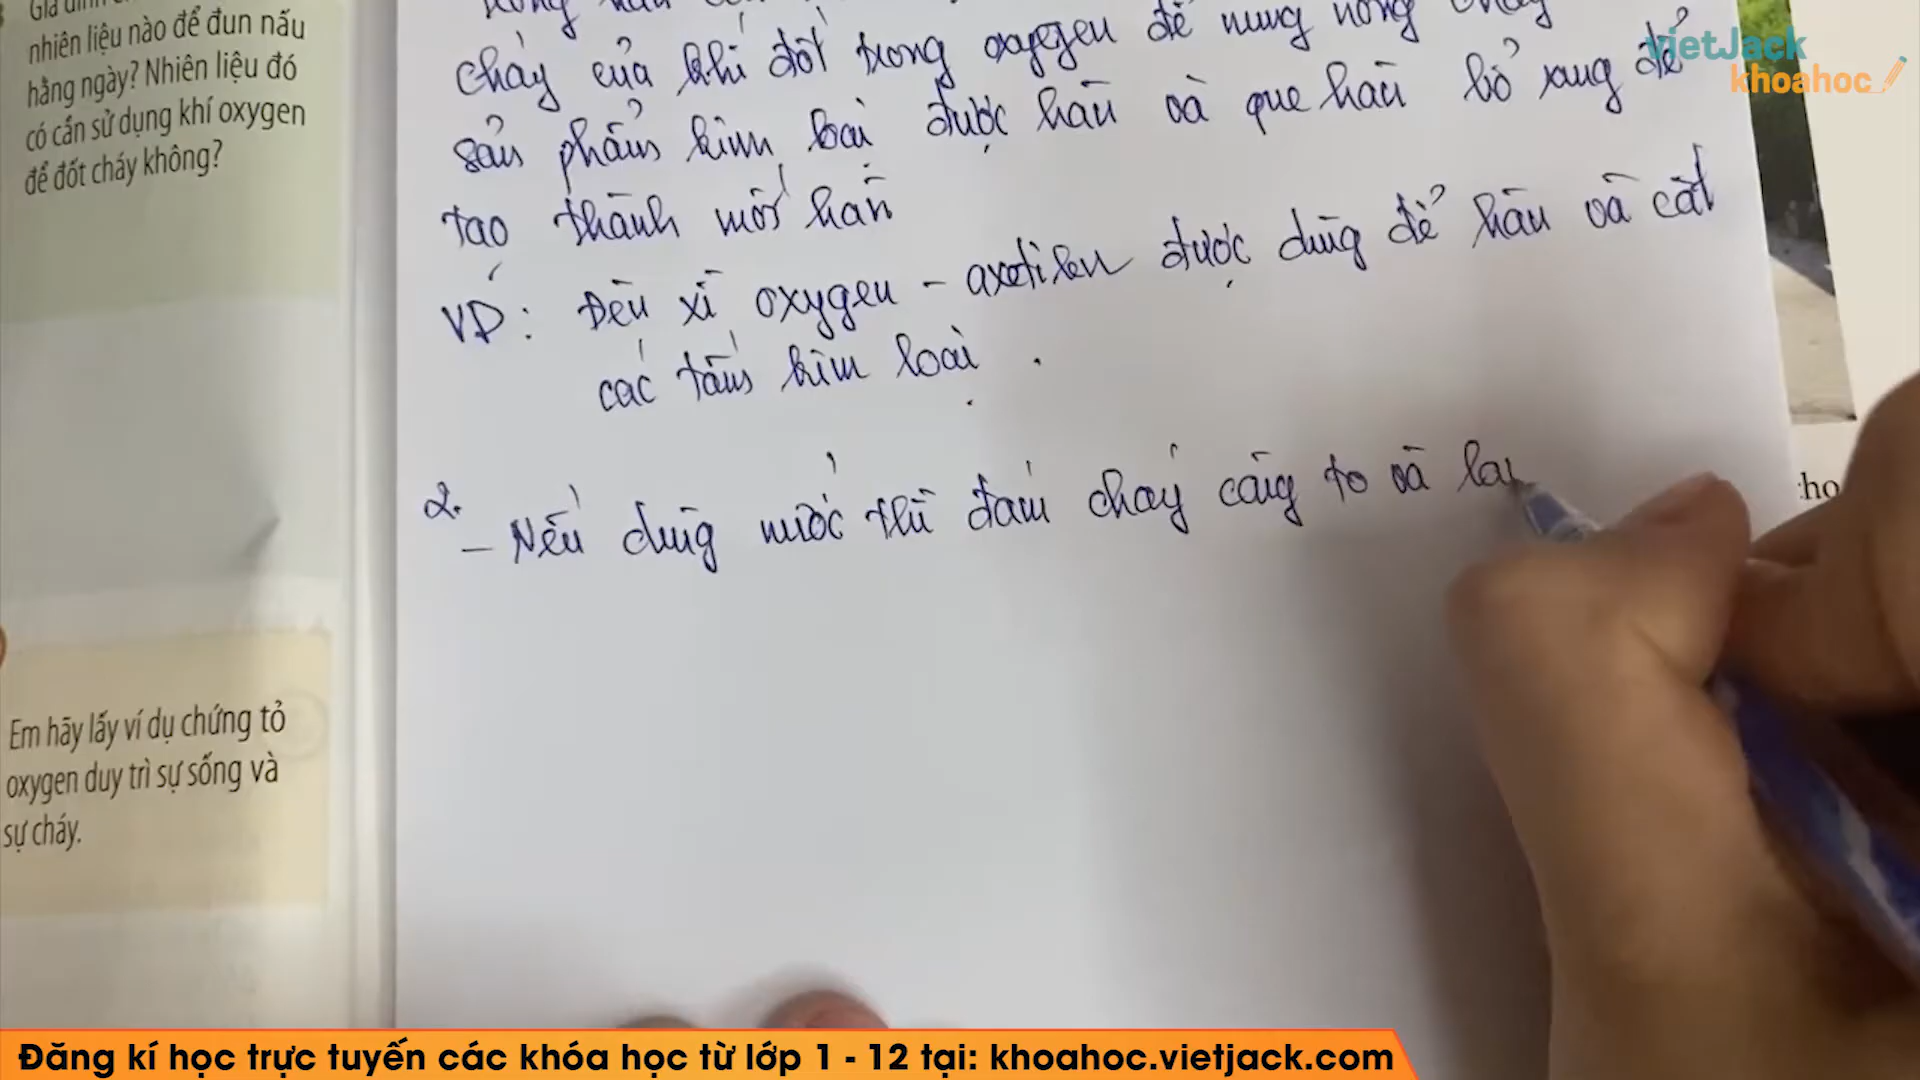 Gia đình
nhiên liệu nào để đun nấu
hằng ngày? Nhiên liệu đó
có cần sử dụng khí oxygen
để đốt cháy không?
Em hãy lấy ví dụ chứng tỏ
oxygen duy trì sự sống và
sự cháy.
cháy của khí đốt trong oxygen để nung nóng chảy
sản phẩm kim loại được hàn và que hàn bổ xung để
tạo thành mối hàn
VD: Đèn xì oxygen - axetilen được dùng để hàn và cắt
các tấm kim loại.
2.
- Nếu dùng nước thì đám cháy càng to và lan
vietJack
khoahoc
Đăng kí học trực tuyến các khóa học từ lớp 1 - 12 tại: khoahoc.vietjack.com